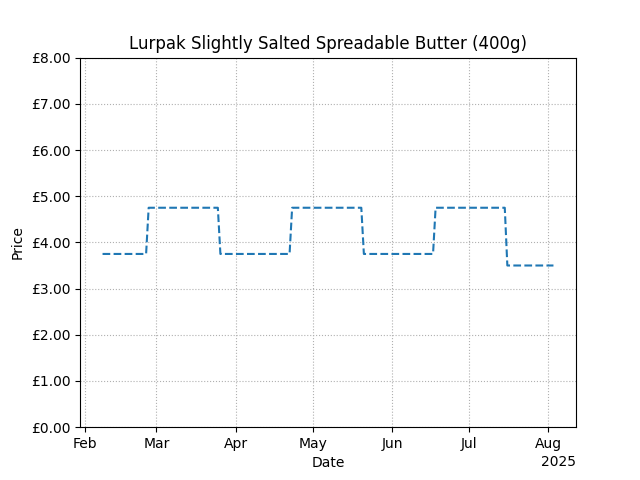 Lurpak Slightly Salted Spreadable Butter (400g)
£8.00
£7.00
£6.00
£5.00
£4.00
£3.00
£2.00
£1.00
£0.00
Price
Feb Mar Apr May Jun Jul Aug
2025
Date